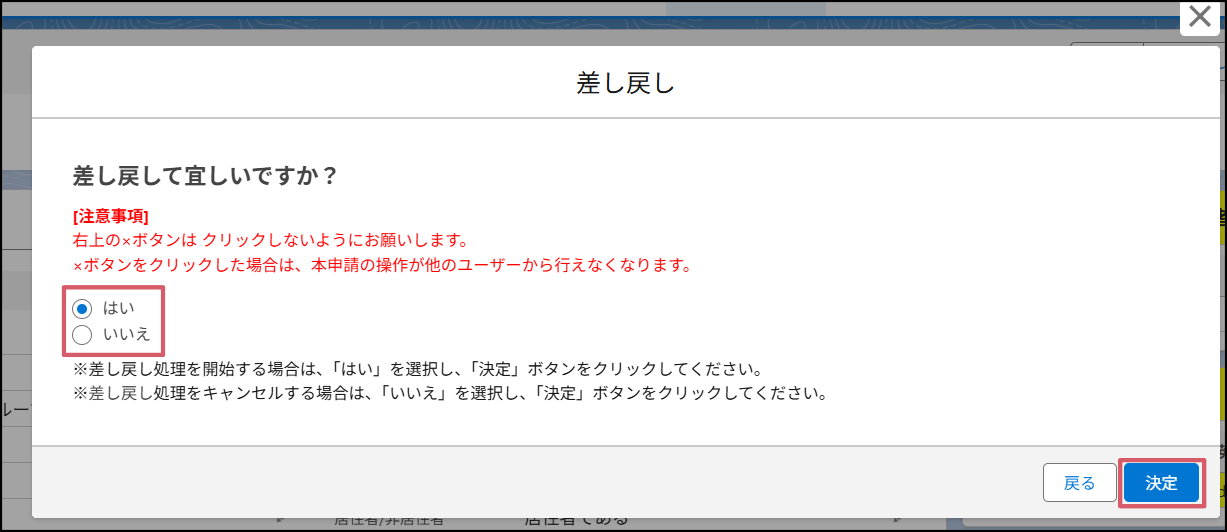 差し戻し
差し戻して宜しいですか？
[注意事項]
右上の×ボタンは クリックしないようにお願いします。
×ボタンをクリックした場合は、本申請の操作が他のユーザーから行えなくなります。
はい
いいえ
※差し戻し処理を開始する場合は、「はい」を選択し、「決定」ボタンをクリックしてください。
※差し戻し処理をキャンセルする場合は、「いいえ」を選択し、「決定」ボタンをクリックしてください。
戻る
決定
居住者/非居住者
居住者である